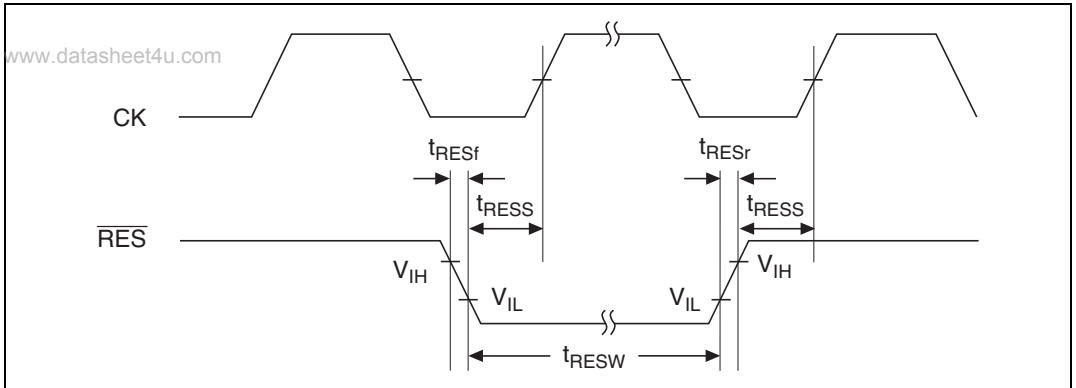 www.datasheet4u.com
CK
tRESf
tRESr
tRESS
tRESS
RES
VIH
VIH
VIL
VIL
tRESW